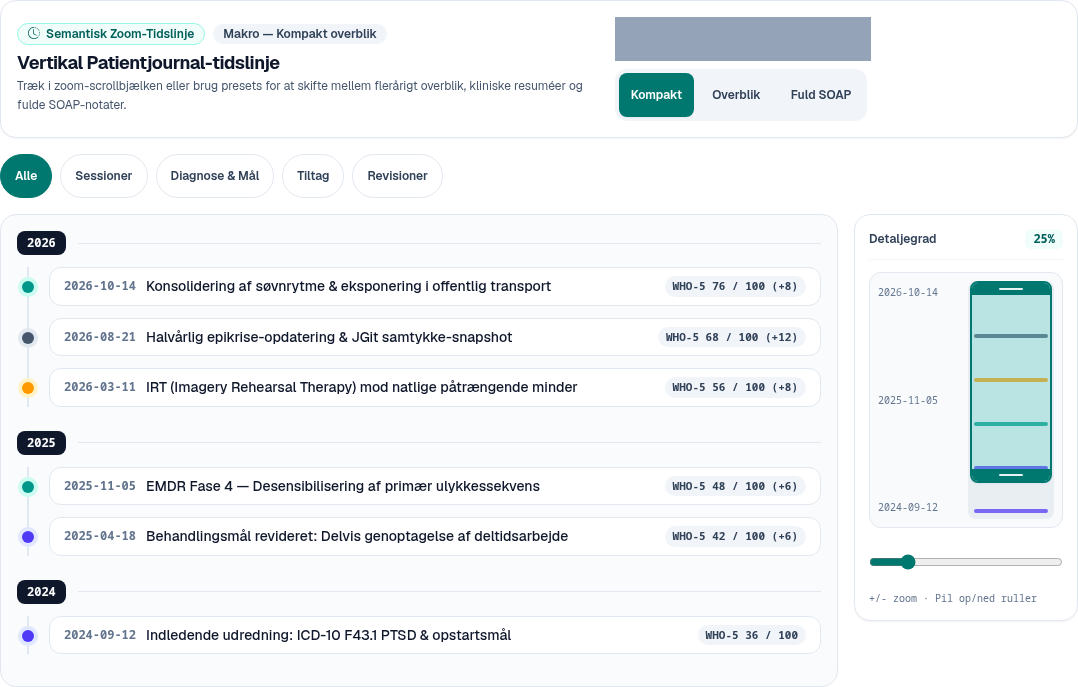 Semantisk Zoom-Tidslinje
Makro — Kompakt overblik
Vertikal Patientjournal-tidslinje
Træk i zoom-scrollbjælken eller brug presets for at skifte mellem flerårigt overblik, kliniske resuméer og
fulde SOAP-notater.
Kompakt
Overblik
Fuld SOAP
Alle
Sessioner
Diagnose & Mål
Tiltag
Revisioner
2026
2026-10-14 Konsolidering af søvnrytme & eksponering i offentlig transport WHO-5 76 / 100 (+8)
2026-08-21 Halvårlig epikrise-opdatering & JGit samtykke-snapshot WHO-5 68 / 100 (+12)
2026-03-11 IRT (Imagery Rehearsal Therapy) mod natlige påtrængende minder WHO-5 56 / 100 (+8)
2025
2025-11-05 EMDR Fase 4 — Desensibilisering af primær ulykkessekvens WHO-5 48 / 100 (+6)
2025-04-18 Behandlingsmål revideret: Delvis genoptagelse af deltidsarbejde WHO-5 42 / 100 (+6)
2024
2024-09-12 Indledende udredning: ICD-10 F43.1 PTSD & opstartsmål WHO-5 36 / 100
Detaljegrad
25%
2026-10-14
2025-11-05
2024-09-12
+/- zoom · Pil op/ned ruller